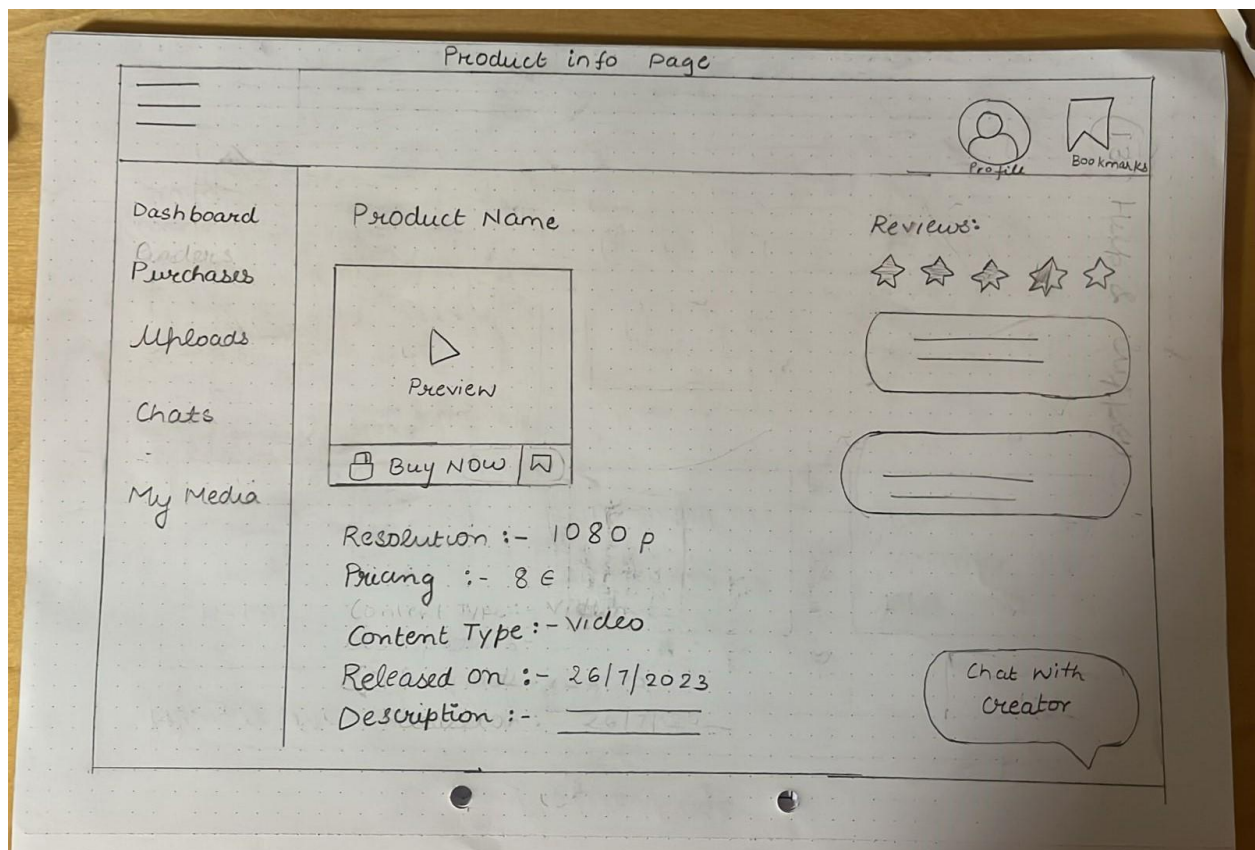 Product info page
Profile
Bookmarks
Dashboard
Purchases
Uploads
Chats
My Media
Product Name
Preview
Buy NOW
Resolution :- 1080 p
Pricing :- 8 €
Content Type :- Video
Released on :- 26/7/2023
Description :-
Reviews:
Chat with
creator